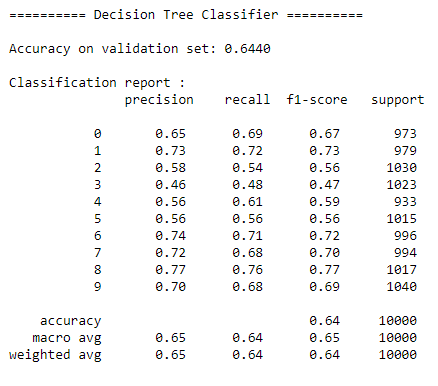 ========== Decision Tree Classifier ==========
Accuracy on validation set: 0.6440
Classification report :
precision recall f1-score support
0 0.65 0.69 0.67 973
1 0.73 0.72 0.73 979
2 0.58 0.54 0.56 1030
3 0.46 0.48 0.47 1023
4 0.56 0.61 0.59 933
5 0.56 0.56 0.56 1015
6 0.74 0.71 0.72 996
7 0.72 0.68 0.70 994
8 0.77 0.76 0.77 1017
9 0.70 0.68 0.69 1040
accuracy 0.64 10000
macro avg 0.65 0.64 0.65 10000
weighted avg 0.65 0.64 0.64 10000